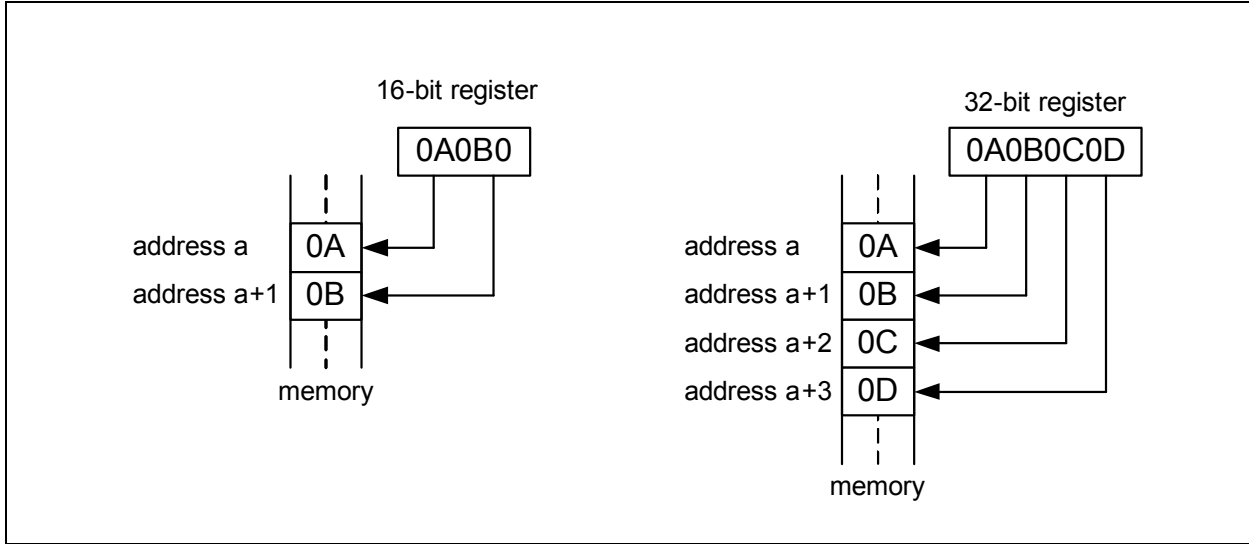 16-bit register
0A0B0
address a
0A
address a+1
0B
memory
32-bit register
0A0B0C0D
address a
0A
address a+1
0B
address a+2
0C
address a+3
0D
memory